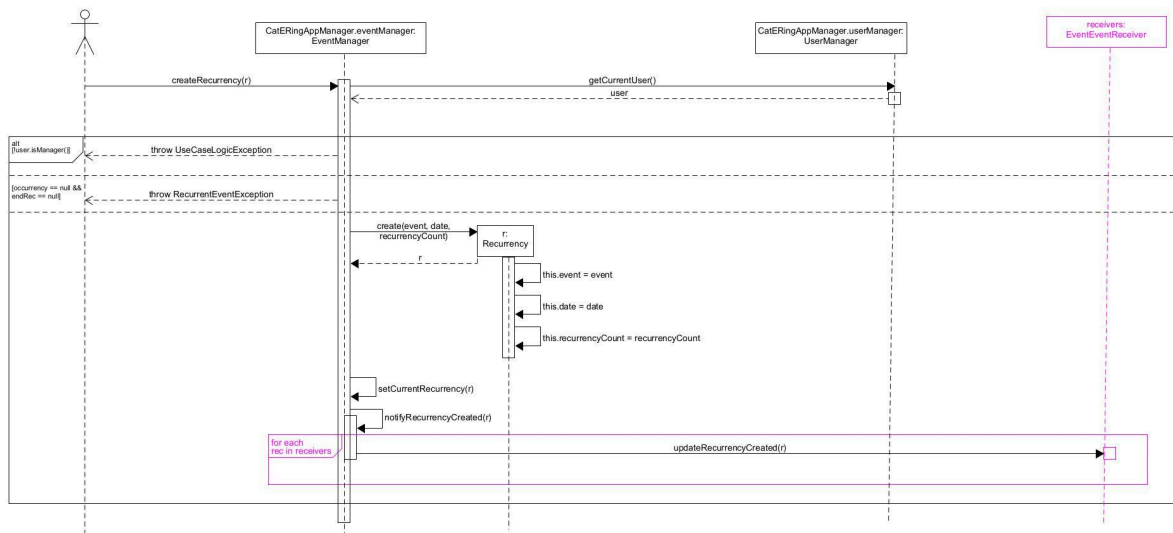 CatERingAppManager.eventManager:
EventManager
CatERingAppManager.userManager:
UserManager
receivers:
EventEventReceiver
createRecurrency(r)
getCurrentUser()
user
alt
[!user.isManager()]
throw UseCaseLogicException
[occurrency == null &&
endRec == null]
throw RecurrentEventException
create(event, date,
recurrencyCount)
r:
Recurrency
r
this.event = event
this.date = date
this.recurrencyCount = recurrencyCount
setCurrentRecurrency(r)
notifyRecurrencyCreated(r)
for each
rec in receivers
updateRecurrencyCreated(r)